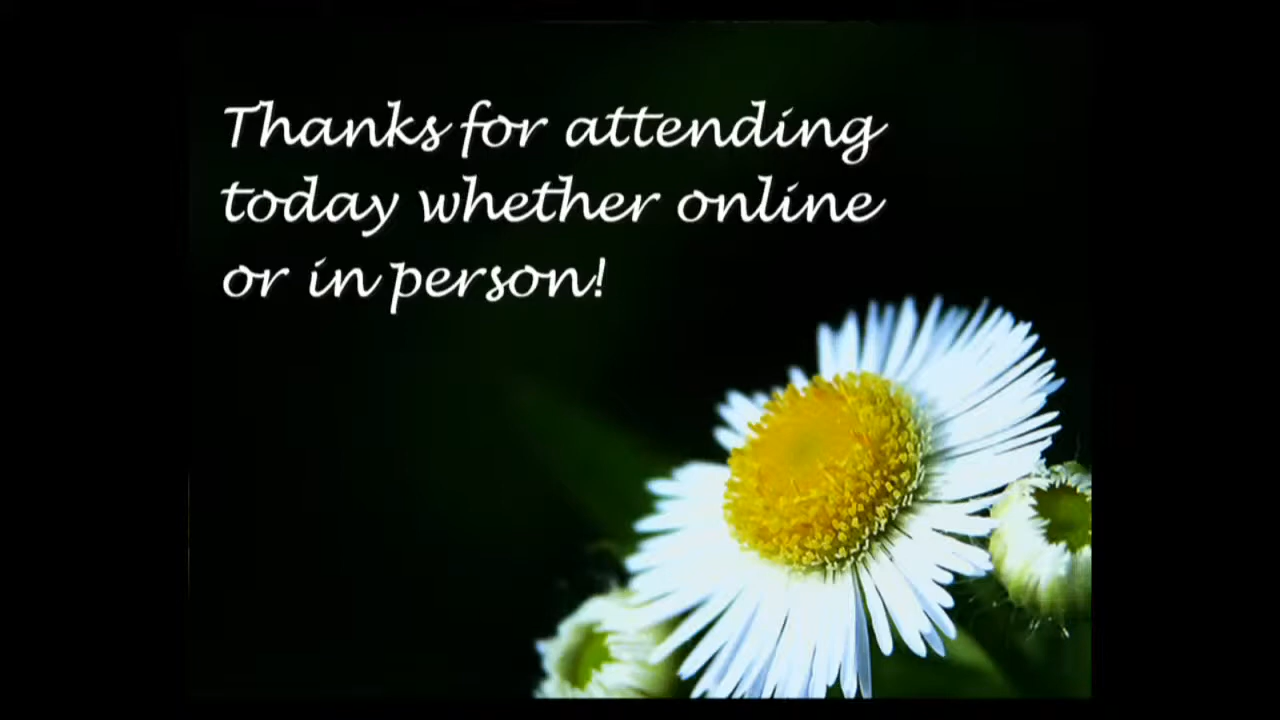 Thanks for attending
today whether online
or in person!